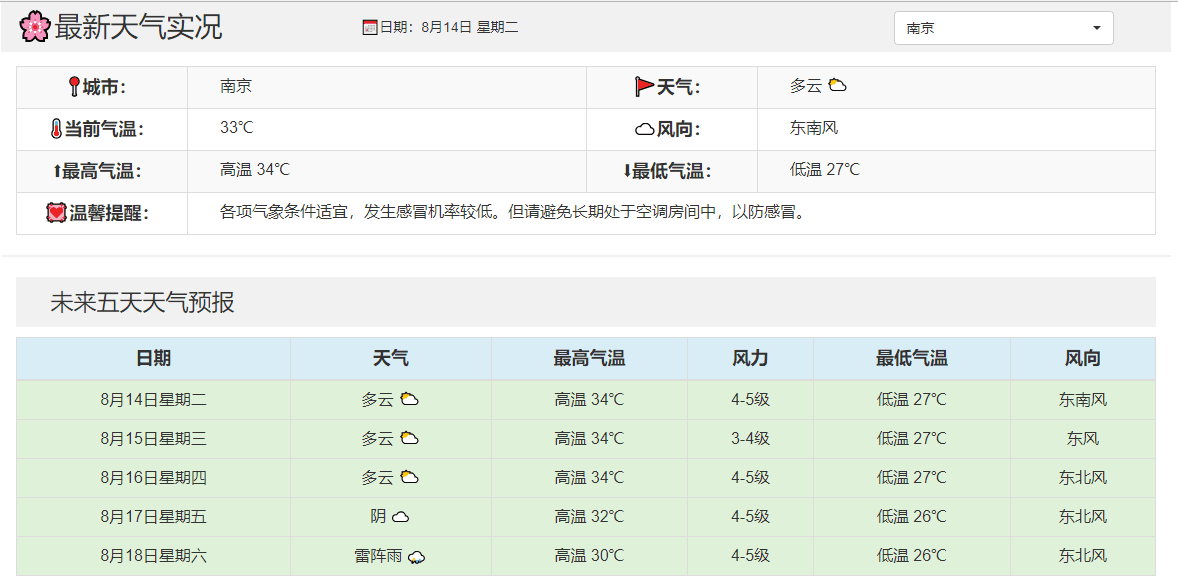 最新天气实况 日期：8月14日 星期二 南京
城市： 南京 天气： 多云
当前气温： 33℃ 风向： 东南风
最高气温： 高温 34℃ 最低气温： 低温 27℃
温馨提醒： 各项气象条件适宜，发生感冒机率较低。但请避免长期处于空调房间中，以防感冒。
未来五天天气预报
日期 天气 最高气温 风力 最低气温 风向
8月14日星期二 多云 高温 34℃ 4-5级 低温 27℃ 东南风
8月15日星期三 多云 高温 34℃ 3-4级 低温 27℃ 东风
8月16日星期四 多云 高温 34℃ 4-5级 低温 27℃ 东北风
8月17日星期五 阴 高温 32℃ 4-5级 低温 26℃ 东北风
8月18日星期六 雷阵雨 高温 30℃ 4-5级 低温 26℃ 东北风